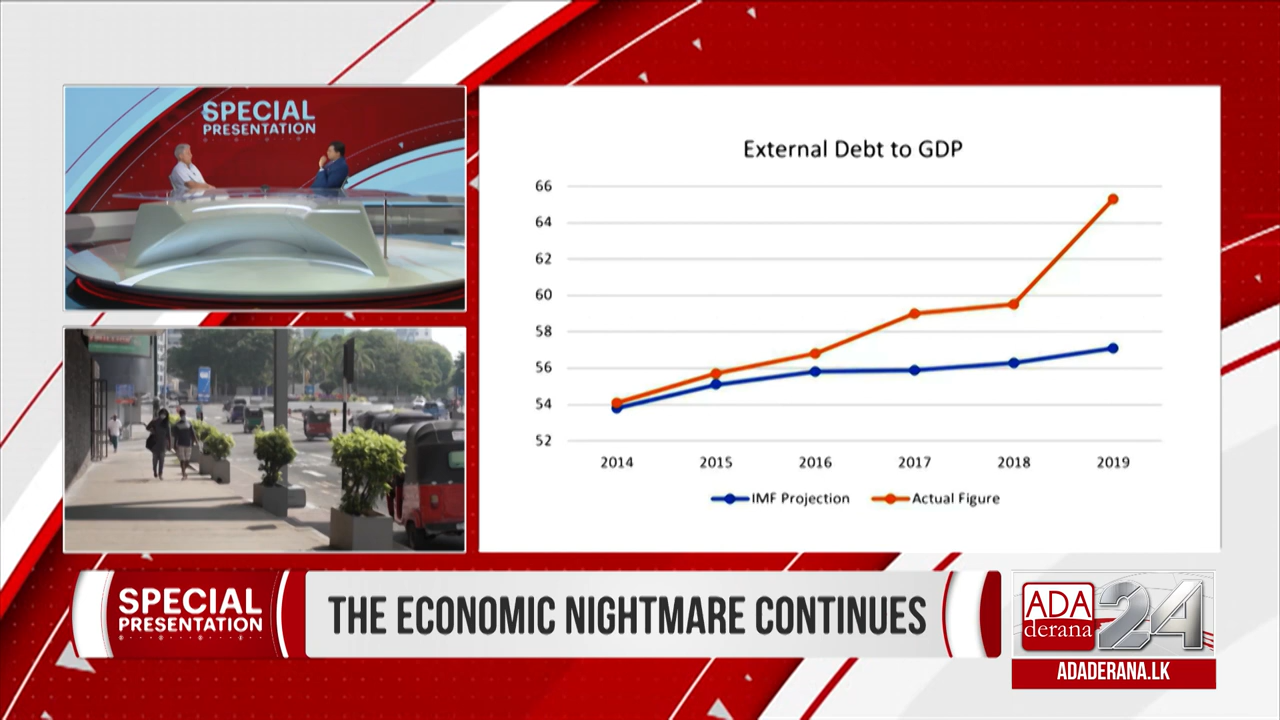 SPECIAL
PRESENTATION
External Debt to GDP
66
64
62
60
58
56
54
52
2014 2015 2016 2017 2018 2019
IMF Projection Actual Figure
SPECIAL
PRESENTATION
THE ECONOMIC NIGHTMARE CONTINUES
ADA
derana
24
ADADERANA.LK